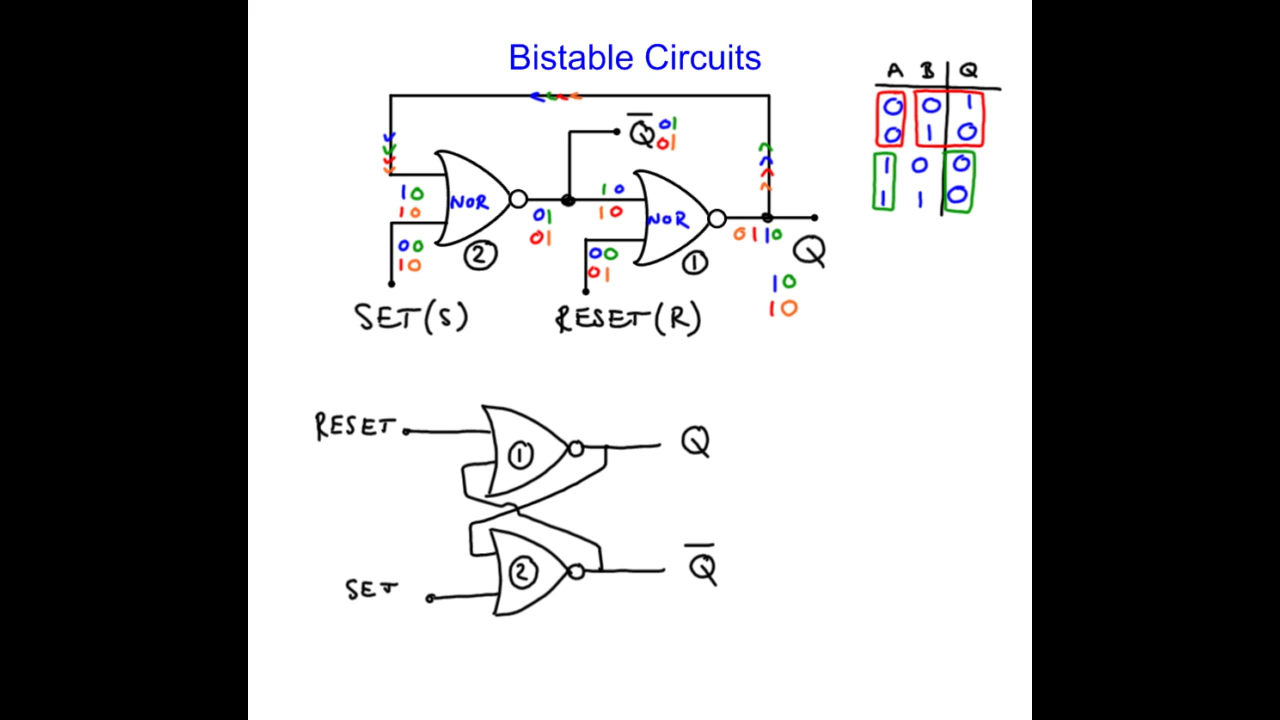 Bistable Circuits
A B Q
0 0 1
0 1 0
1 0 0
1 1 0
Q 01
01
NOR
NOR
10
10
01
01
10
10
00
10
00
01
0110
2
1
Q
10
10
SET(S)
RESET(R)
RESET
1
Q
SET
2
Q